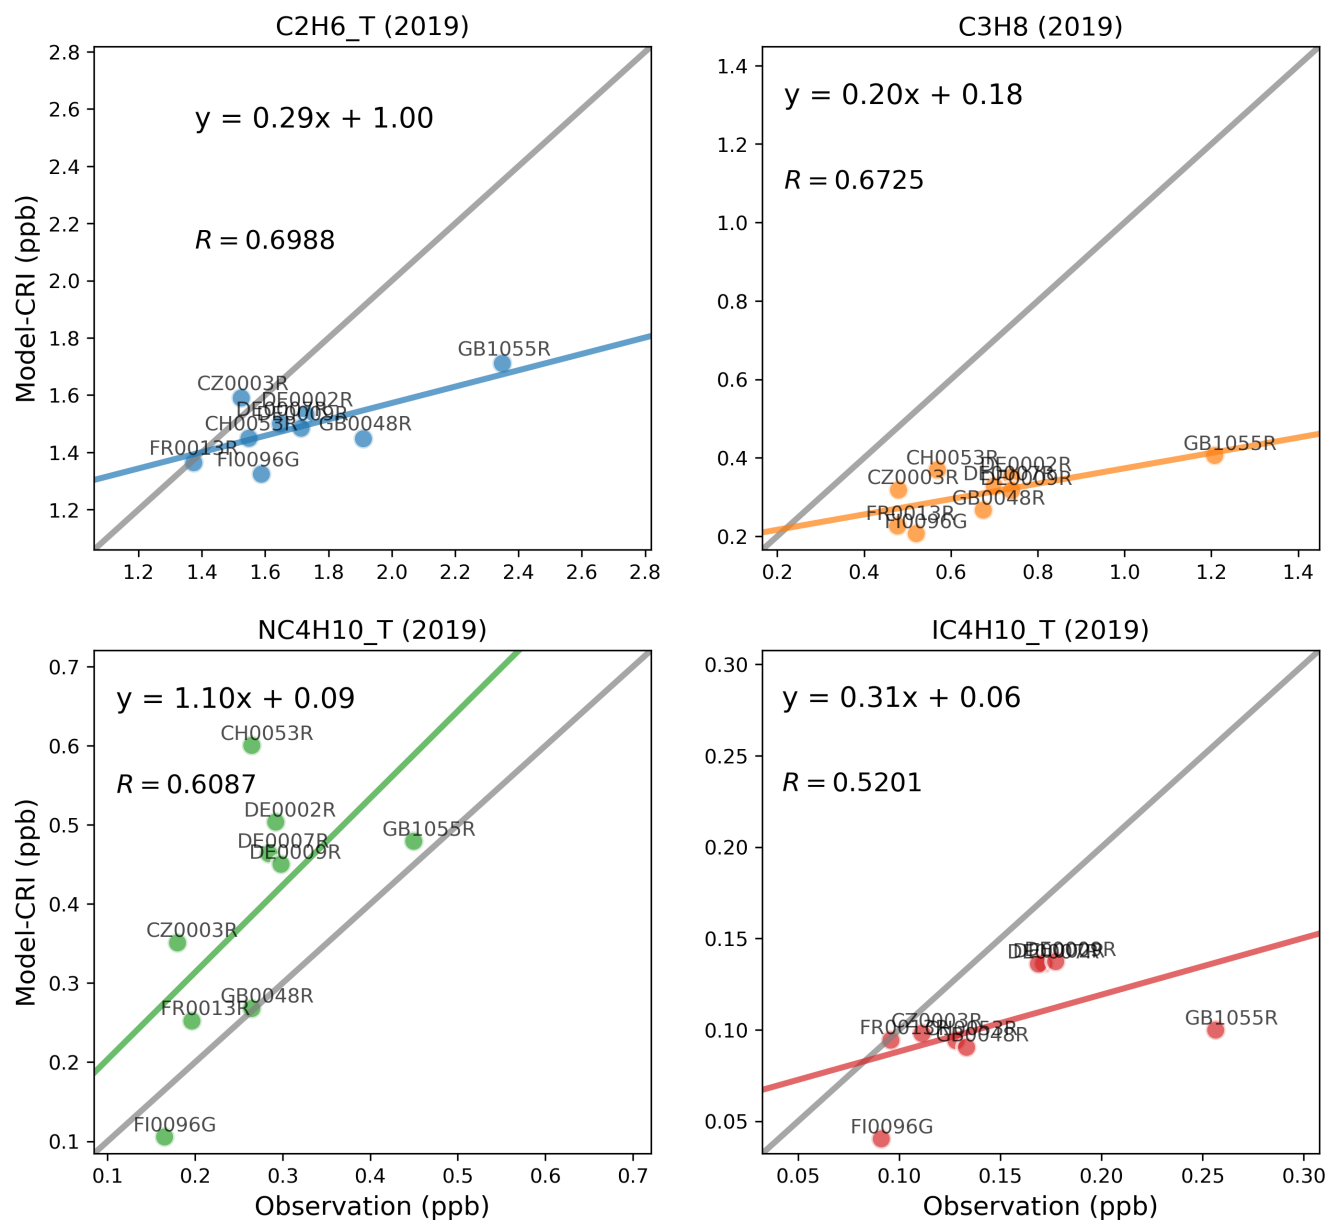 C2H6_T (2019)
y = 0.29x + 1.00
R = 0.6988
GB1055R
CZ0003R
DE0002R
DE0007R
DE0009R
CH0053R
GB0048R
FR0013R
FI0096G
2.8
2.6
2.4
2.2
2.0
1.8
1.6
1.4
1.2
1.2 1.4 1.6 1.8 2.0 2.2 2.4 2.6 2.8
Model-CRI (ppb)
C3H8 (2019)
y = 0.20x + 0.18
R = 0.6725
GB1055R
CH0053R
DE0002R
DE0007R
DE0009R
CZ0003R
GB0048R
FR0013R
FI0096G
1.4
1.2
1.0
0.8
0.6
0.4
0.2
0.2 0.4 0.6 0.8 1.0 1.2 1.4
NC4H10_T (2019)
y = 1.10x + 0.09
CH0053R
R = 0.6087
DE0002R
GB1055R
DE0007R
DE0009R
CZ0003R
GB0048R
FR0013R
FI0096G
0.7
0.6
0.5
0.4
0.3
0.2
0.1
0.1 0.2 0.3 0.4 0.5 0.6 0.7
Model-CRI (ppb)
Observation (ppb)
IC4H10_T (2019)
y = 0.31x + 0.06
R = 0.5201
DE0002R
DE0009R
DE0007R
GB1055R
CZ0003R
FR0013R
CH0053R
GB0048R
FI0096G
0.30
0.25
0.20
0.15
0.10
0.05
0.05 0.10 0.15 0.20 0.25 0.30
Observation (ppb)